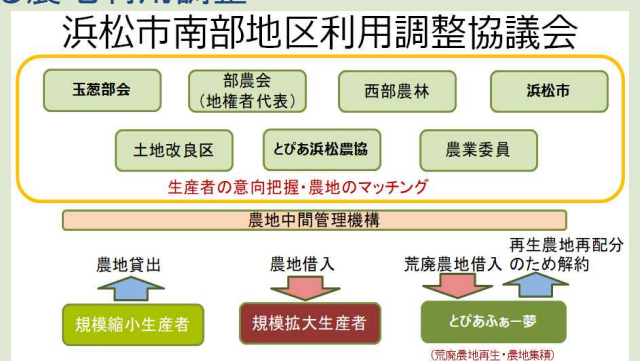 農地利用調整
浜松市南部地区利用調整協議会
玉葱部会
部農会
(地権者代表)
西部農林
浜松市
土地改良区
とぴあ浜松農協
農業委員
生産者の意向把握・農地のマッチング
農地中間管理機構
農地貸出
農地借入
荒廃農地借入
再生農地再配分
のため解約
規模縮小生産者
規模拡大生産者
とぴあふぁー夢
(荒廃農地再生・農地集積)